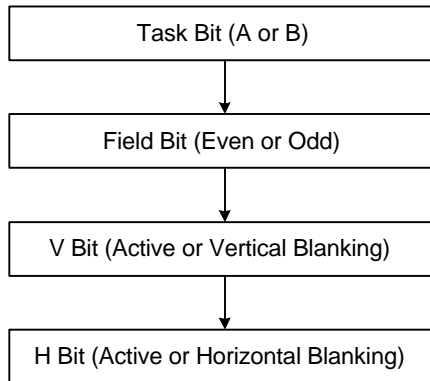 Task Bit (A or B)
Field Bit (Even or Odd)
V Bit (Active or Vertical Blanking)
H Bit (Active or Horizontal Blanking)